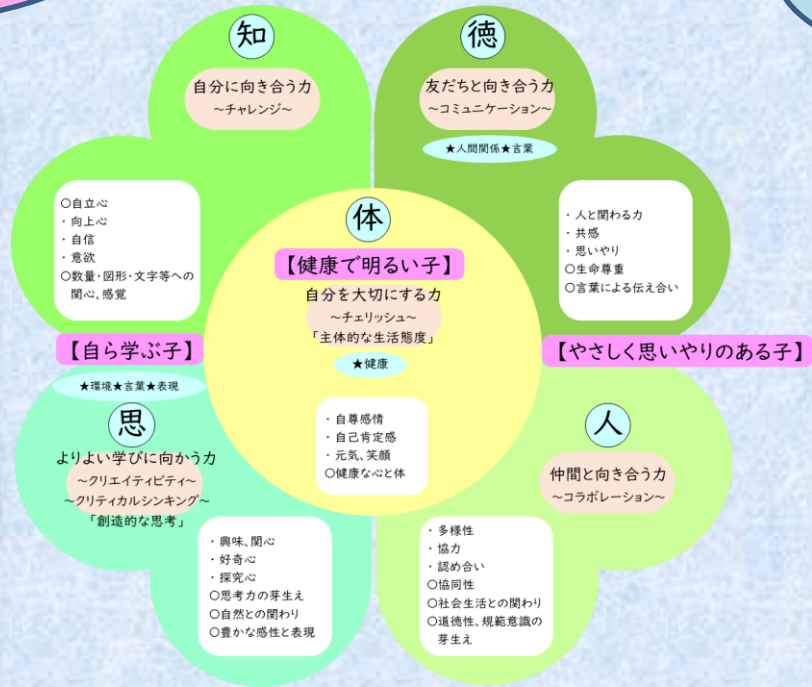 知
自分に向き合う力
~チャレンジ~
○自立心
・向上心
・自信
・意欲
○数量・図形・文字等への
関心、感覚
【自ら学ぶ子】
★環境★言葉★表現
徳
友だちと向き合う力
~コミュニケーション~
★人間関係★言葉
・人と関わる力
・共感
・思いやり
○生命尊重
○言葉による伝え合い
【やさしく思いやりのある子】
体
【健康で明るい子】
自分を大切にする力
~チェリッシュ~
「主体的な生活態度」
★健康
・自尊感情
・自己肯定感
・元気、笑顔
○健康な心と体
思
よりよい学びに向かう力
~クリエイティビティ~
~クリティカルシンキング~
「創造的な思考」
・興味、関心
・好奇心
・探究心
○思考力の芽生え
○自然との関わり
○豊かな感性と表現
人
仲間と向き合う力
~コラボレーション~
・多様性
・協力
・認め合い
○協同性
○社会生活との関わり
○道徳性、規範意識の
芽生え